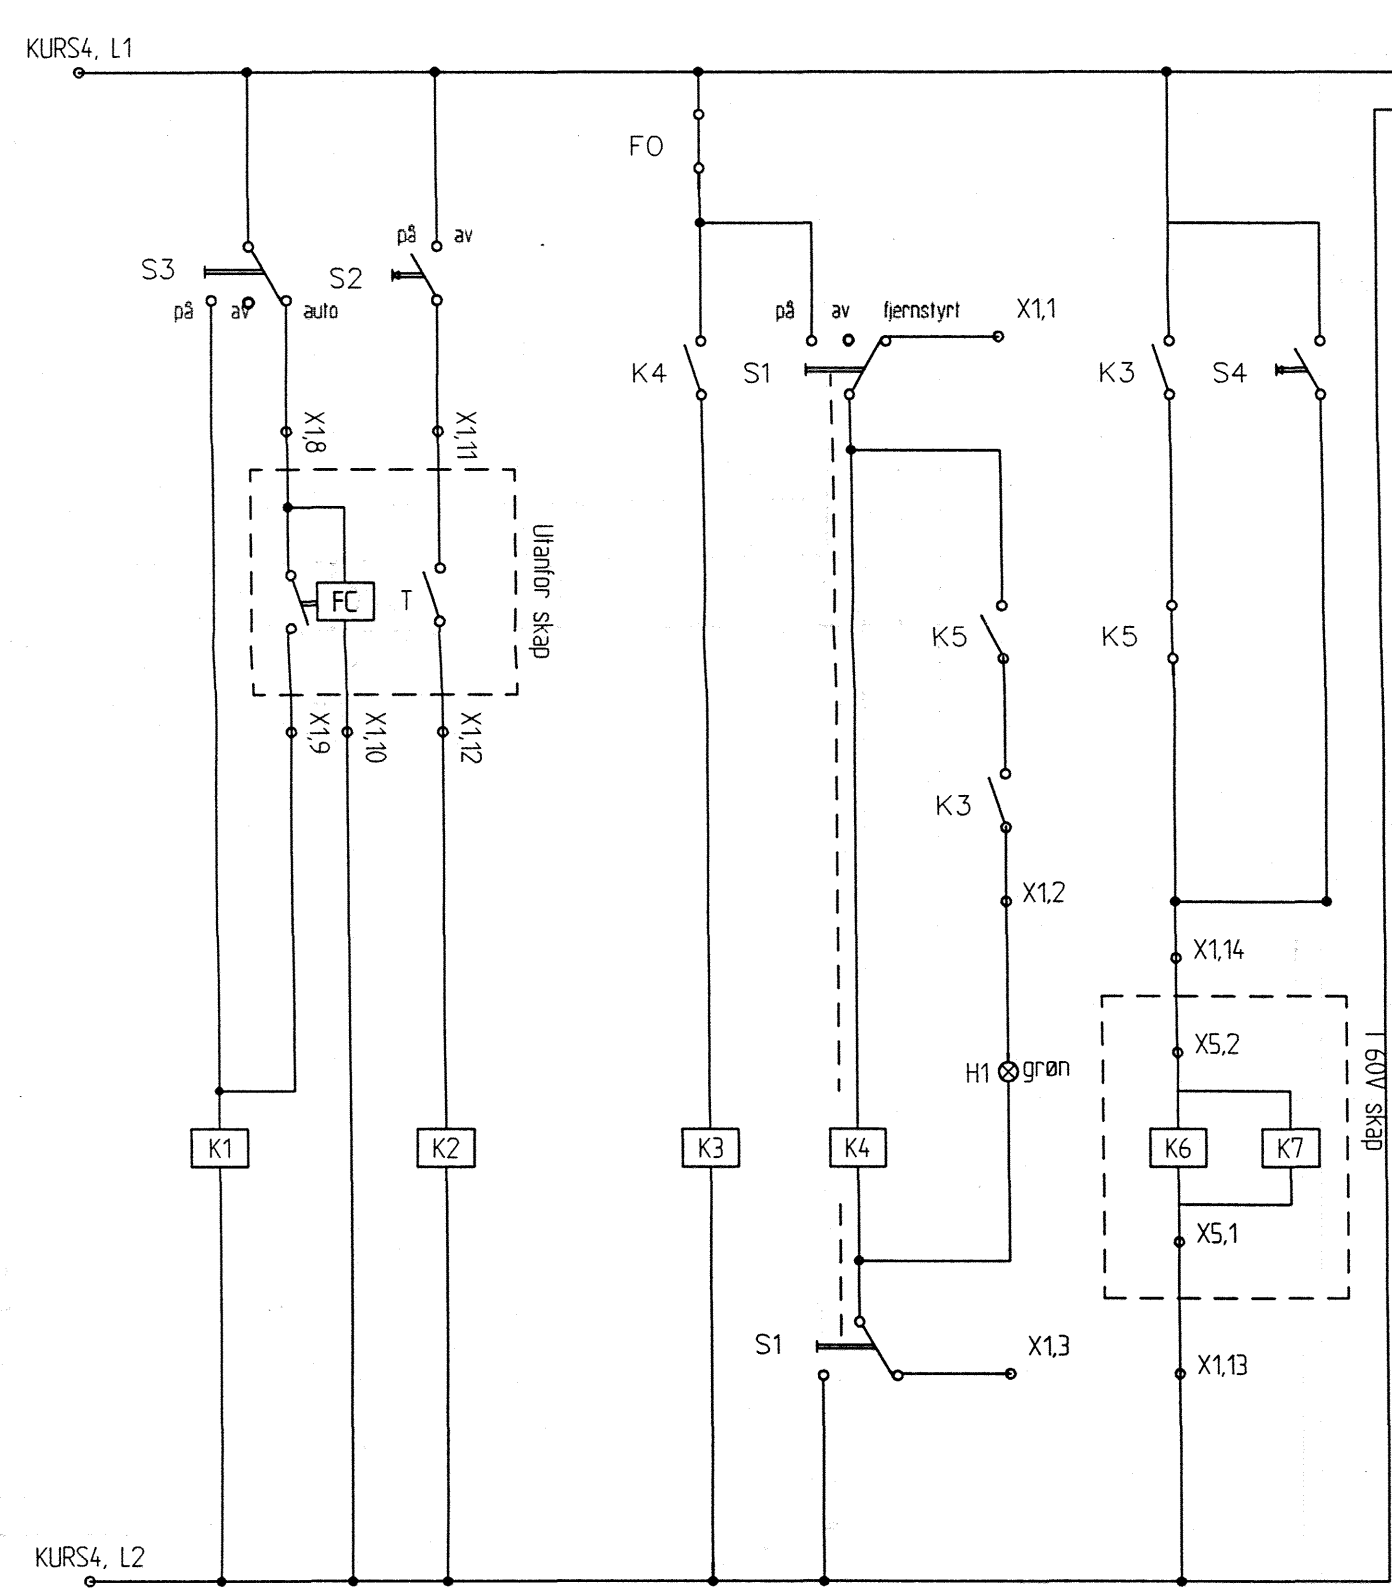 KURS4, L1
FO
på av
S3
S2
på av auto
på av fjernstyrt
X1,1
K4
S1
K3
S4
X1,8
X1,11
Utanfor skap
FC
T
K5
K5
X1,9
X1,10
X1,12
K3
X1,2
X1,14
X5,2
H1
grøn
I 60V skap
K1
K2
K3
K4
K6
K7
X5,1
S1
X1,3
X1,13
KURS4, L2